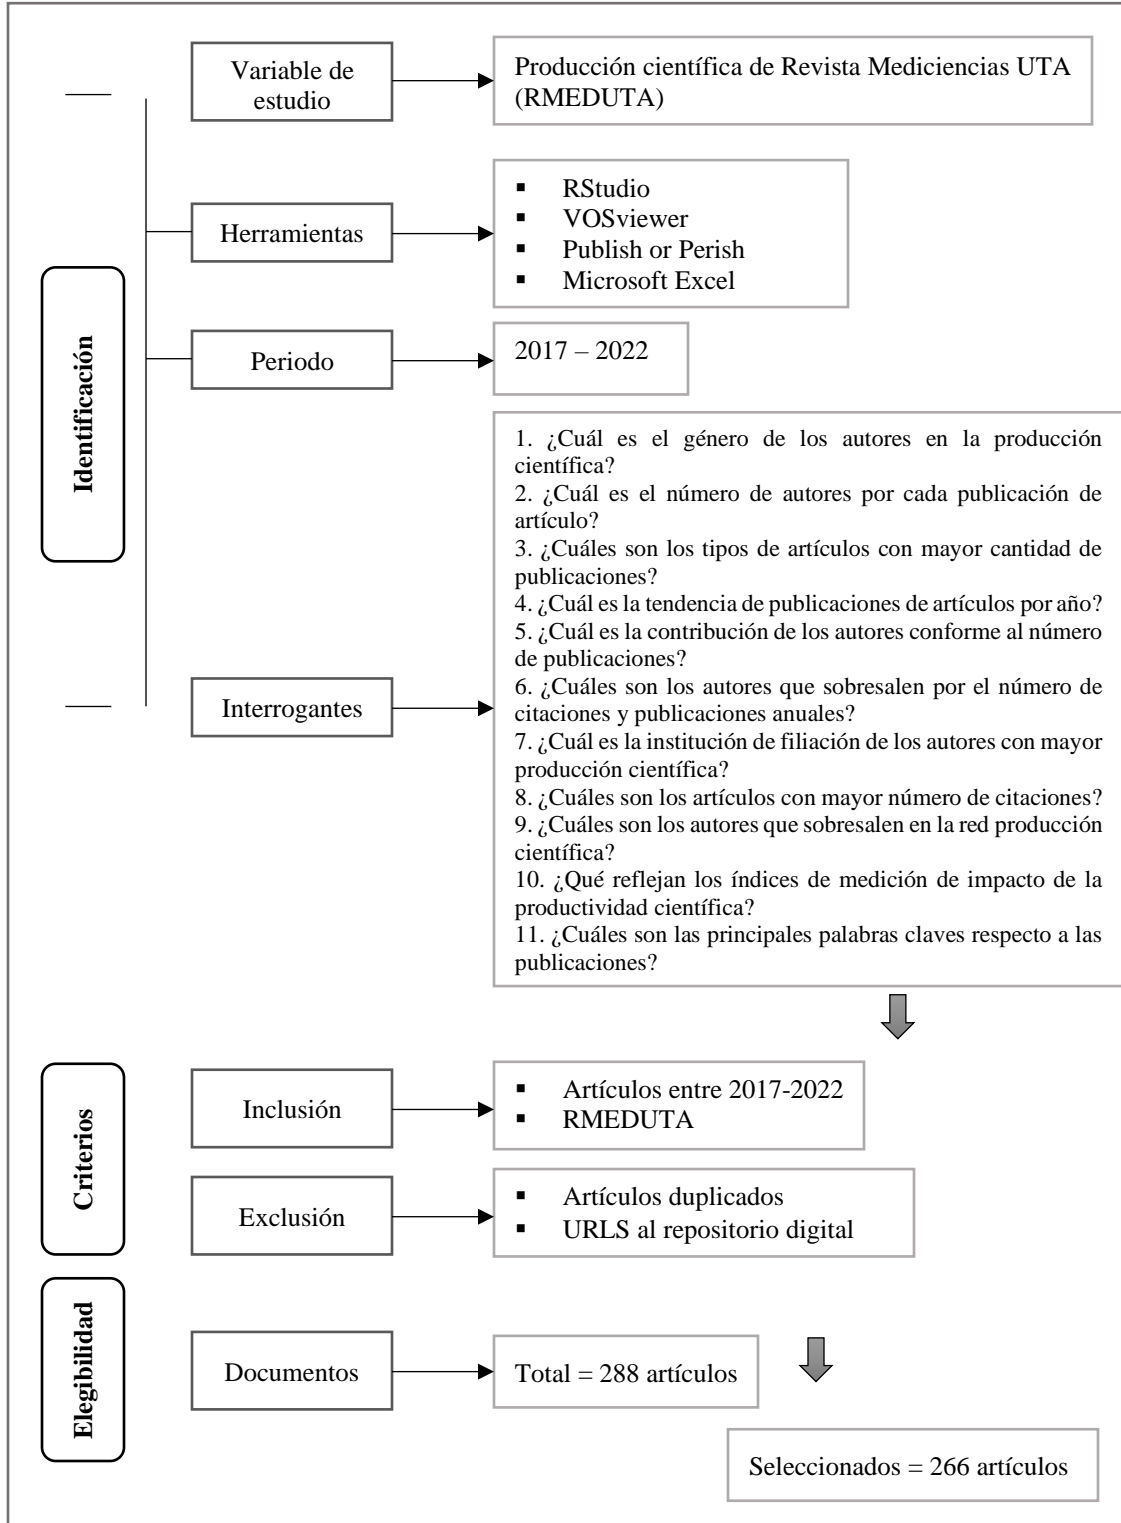 Identificación
Variable de
estudio
Producción científica de Revista Mediciencias UTA
(RMEDUTA)
Herramientas
▪ RStudio
▪ VOSviewer
▪ Publish or Perish
▪ Microsoft Excel
Periodo
2017 – 2022
Interrogantes
1. ¿Cuál es el género de los autores en la producción
científica?
2. ¿Cuál es el número de autores por cada publicación de
artículo?
3. ¿Cuáles son los tipos de artículos con mayor cantidad de
publicaciones?
4. ¿Cuál es la tendencia de publicaciones de artículos por año?
5. ¿Cuál es la contribución de los autores conforme al número
de publicaciones?
6. ¿Cuáles son los autores que sobresalen por el número de
citaciones y publicaciones anuales?
7. ¿Cuál es la institución de filiación de los autores con mayor
producción científica?
8. ¿Cuáles son los artículos con mayor número de citaciones?
9. ¿Cuáles son los autores que sobresalen en la red producción
científica?
10. ¿Qué reflejan los índices de medición de impacto de la
productividad científica?
11. ¿Cuáles son las principales palabras claves respecto a las
publicaciones?
Criterios
Inclusión
▪ Artículos entre 2017-2022
▪ RMEDUTA
Exclusión
▪ Artículos duplicados
▪ URLS al repositorio digital
Elegibilidad
Documentos
Total = 288 artículos
Seleccionados = 266 artículos